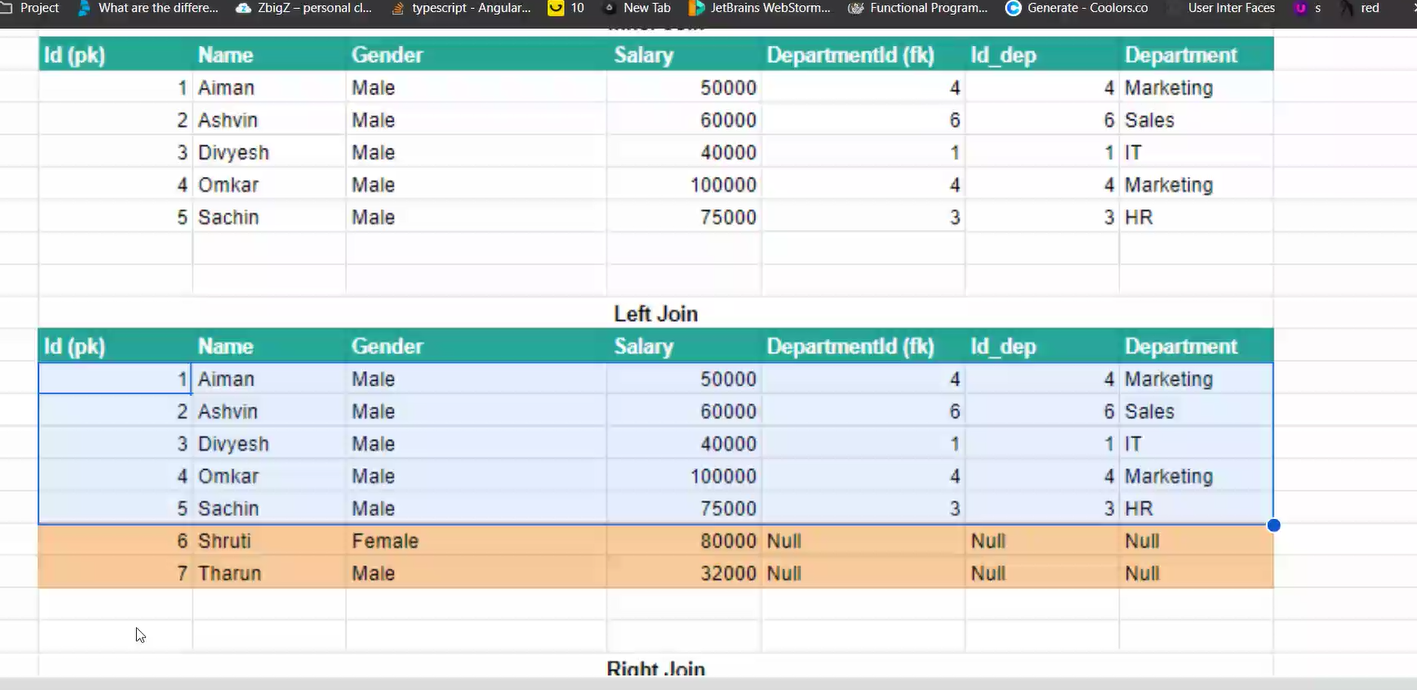 Project What are the differe... ZbigZ – personal cl... typescript - Angular... 10 New Tab JetBrains WebStorm... Functional Program... Generate - Coolors.co User Inter Faces s red
Id (pk) Name Gender Salary DepartmentId (fk) Id_dep Department
1 Aiman Male 50000 4 4 Marketing
2 Ashvin Male 60000 6 6 Sales
3 Divyesh Male 40000 1 1 IT
4 Omkar Male 100000 4 4 Marketing
5 Sachin Male 75000 3 3 HR
Left Join
Id (pk) Name Gender Salary DepartmentId (fk) Id_dep Department
1 Aiman Male 50000 4 4 Marketing
2 Ashvin Male 60000 6 6 Sales
3 Divyesh Male 40000 1 1 IT
4 Omkar Male 100000 4 4 Marketing
5 Sachin Male 75000 3 3 HR
6 Shruti Female 80000 Null Null Null
7 Tharun Male 32000 Null Null Null
Right Join